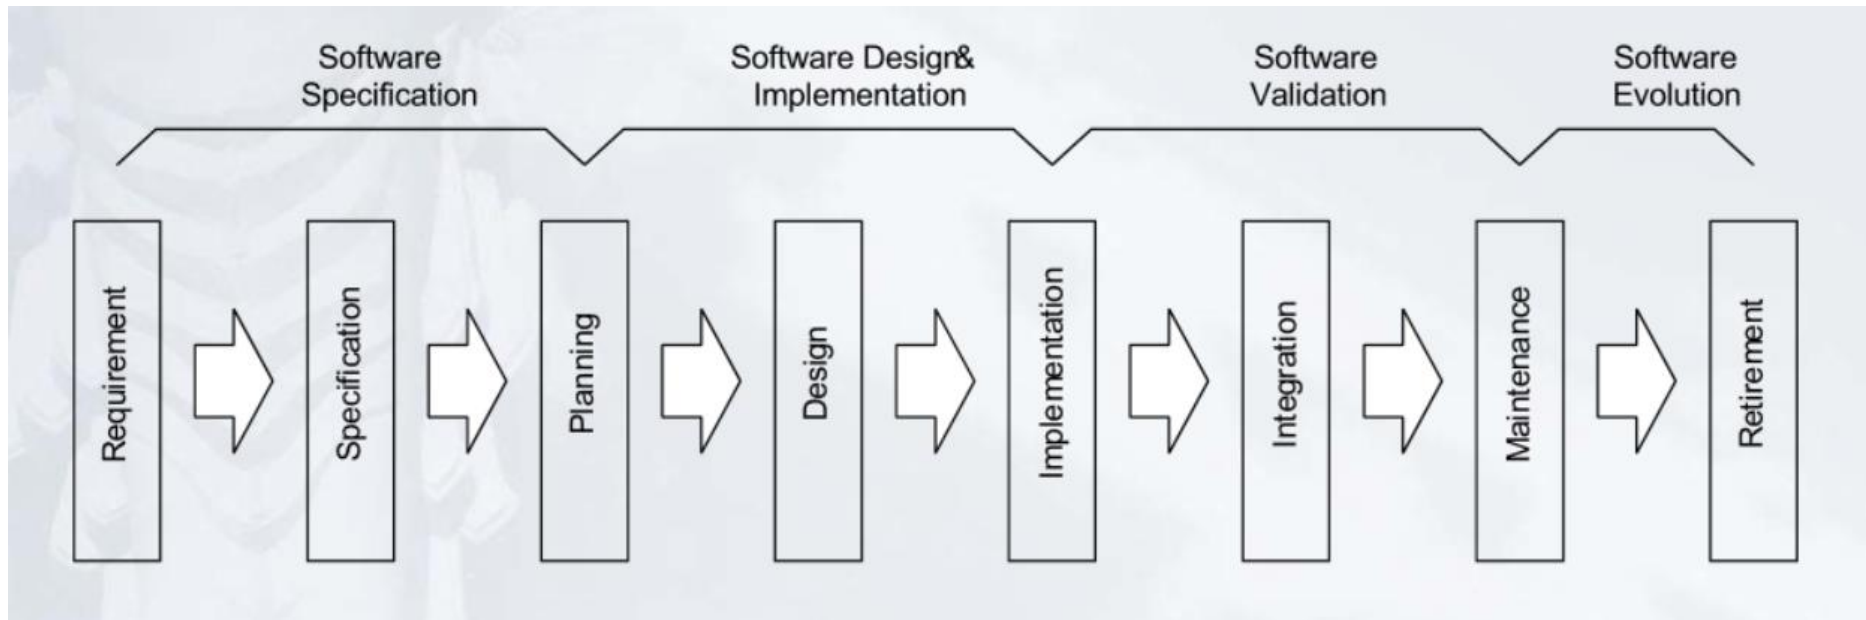 Software
Specification
Software Design&
Implementation
Software
Validation
Software
Evolution
Requirement
Specification
Planning
Design
Implementation
Integration
Maintenance
Retirement